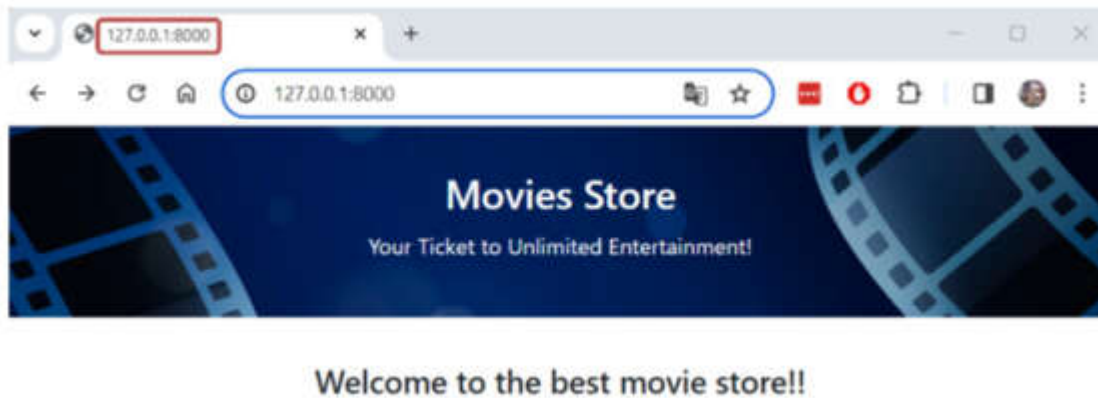 127.0.0.1:8000
127.0.0.1:8000
Movies Store
Your Ticket to Unlimited Entertainment!
Welcome to the best movie store!!